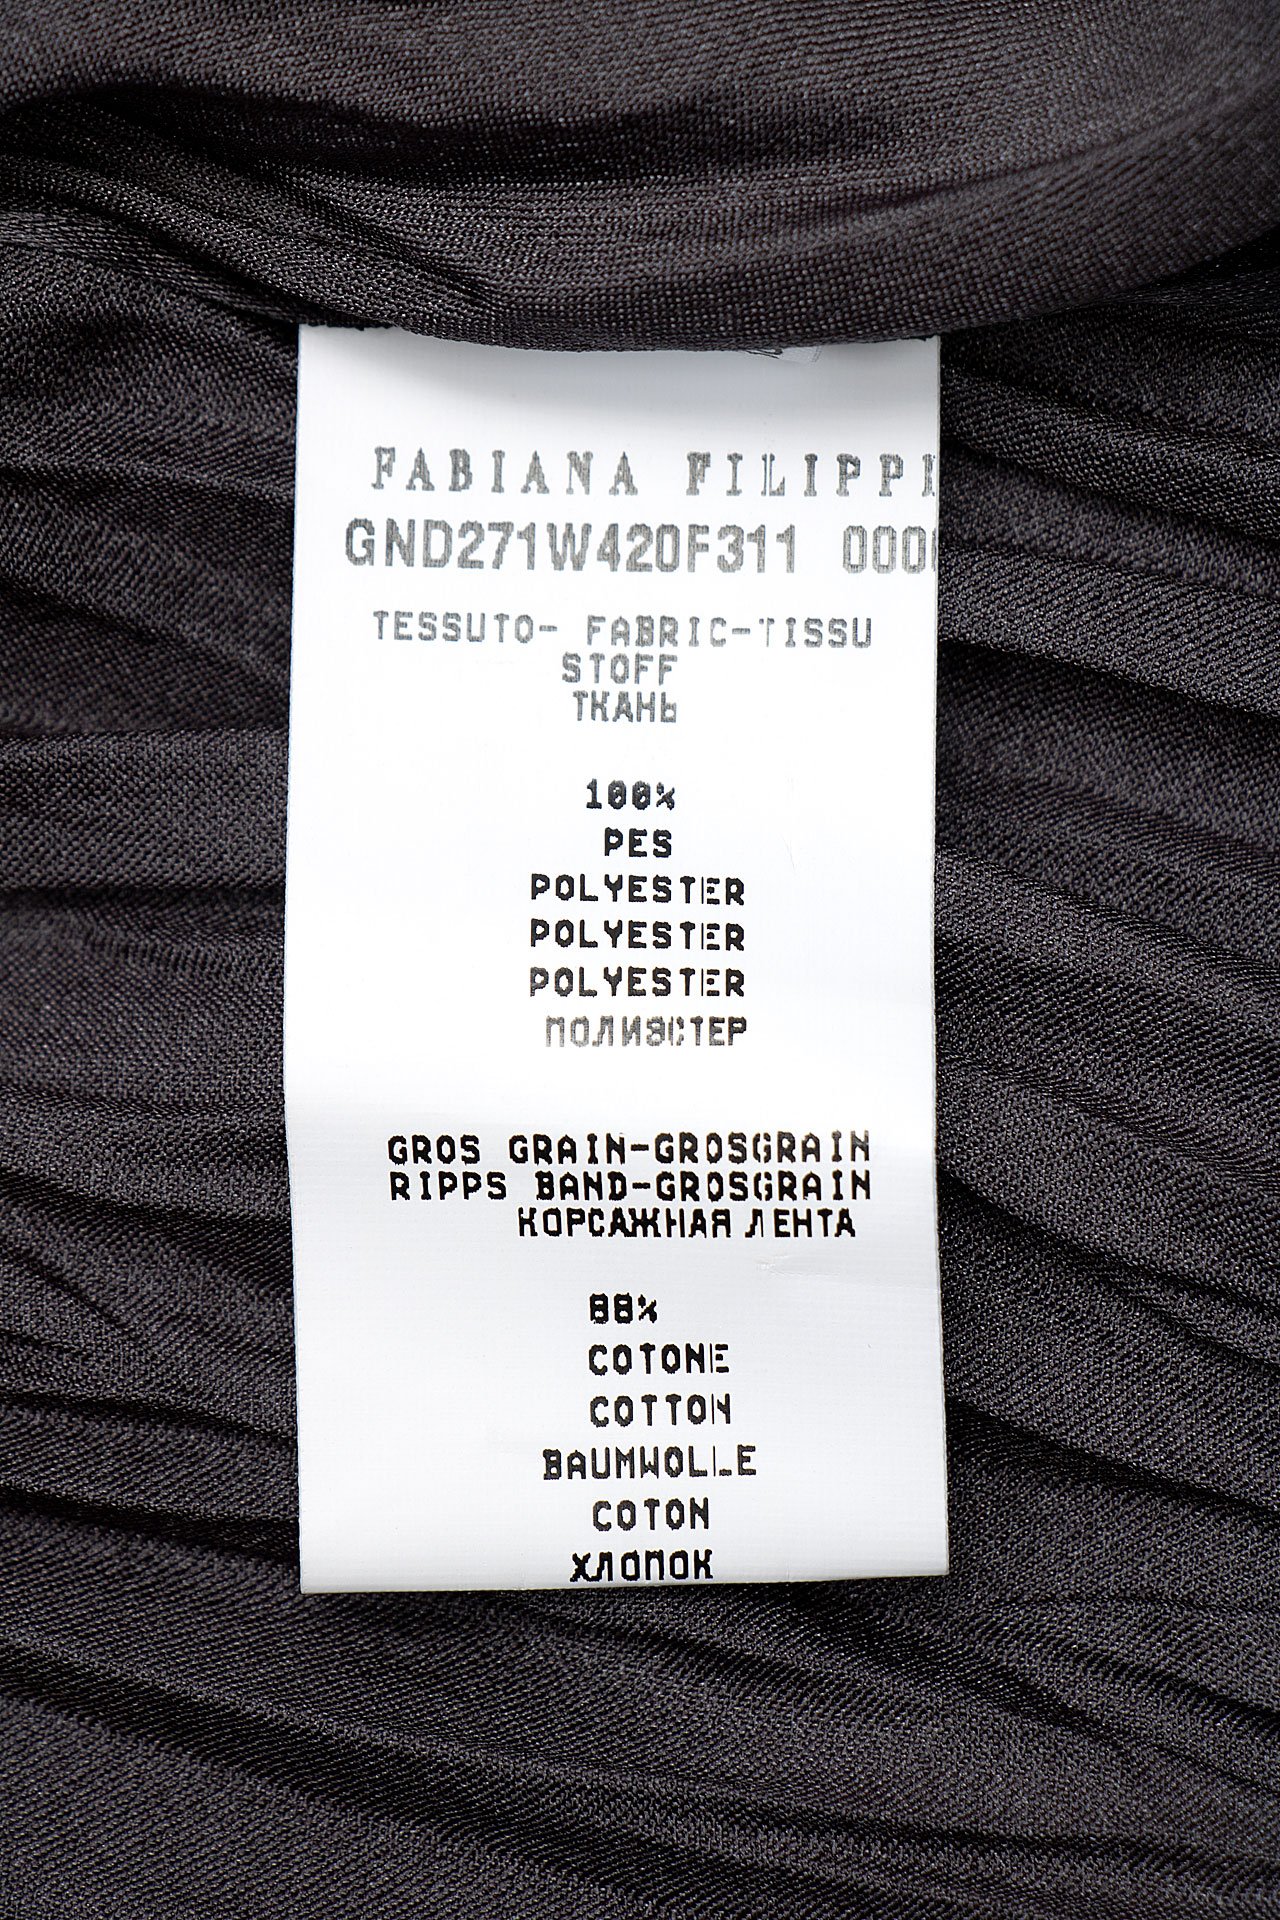 FABIANA FILIPPI
GND271W420F311 000
TESSUTO- FABRIC-TISSU
STOFF
ТКАНЬ
100%
PES
POLYESTER
POLYESTER
POLYESTER
ПОЛИЭСТЕР
GROS GRAIN-GROSGRAIN
RIPPS BAND-GROSGRAIN
КОРСАЖНАЯ ЛЕНТА
88%
COTONE
COTTON
BAUMWOLLE
COTON
ХЛОПОК